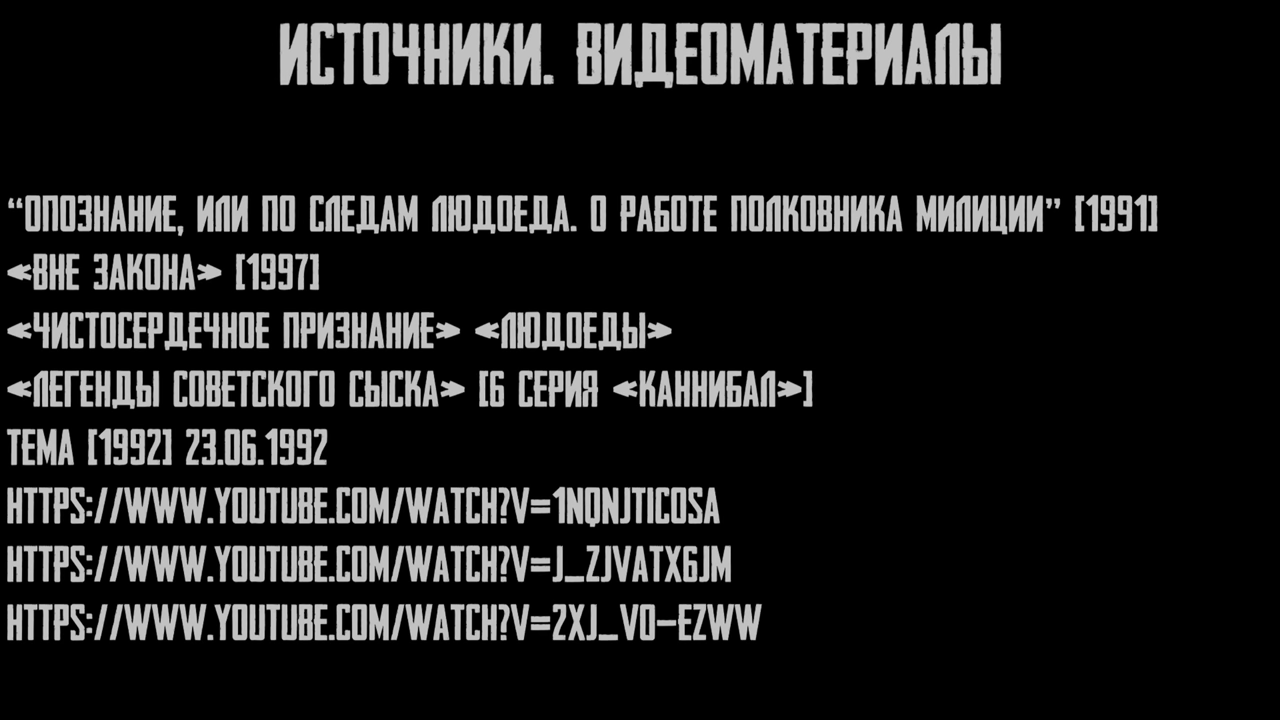 ИСТОЧНИКИ. ВИДЕОМАТЕРИАЛЫ
“ОПОЗНАНИЕ, ИЛИ ПО СЛЕДАМ ЛЮДОЕДА. О РАБОТЕ ПОЛКОВНИКА МИЛИЦИИ” [1991]
«ВНЕ ЗАКОНА» [1997]
«ЧИСТОСЕРДЕЧНОЕ ПРИЗНАНИЕ» «ЛЮДОЕДЫ»
«ЛЕГЕНДЫ СОВЕТСКОГО СЫСКА» [6 СЕРИЯ «КАННИБАЛ»]
ТЕМА [1992] 23.06.1992
HTTPS://WWW.YOUTUBE.COM/WATCH?V=1NQNJTICOSA
HTTPS://WWW.YOUTUBE.COM/WATCH?V=J_ZJVATX6JM
HTTPS://WWW.YOUTUBE.COM/WATCH?V=2XJ_VO-EZWW